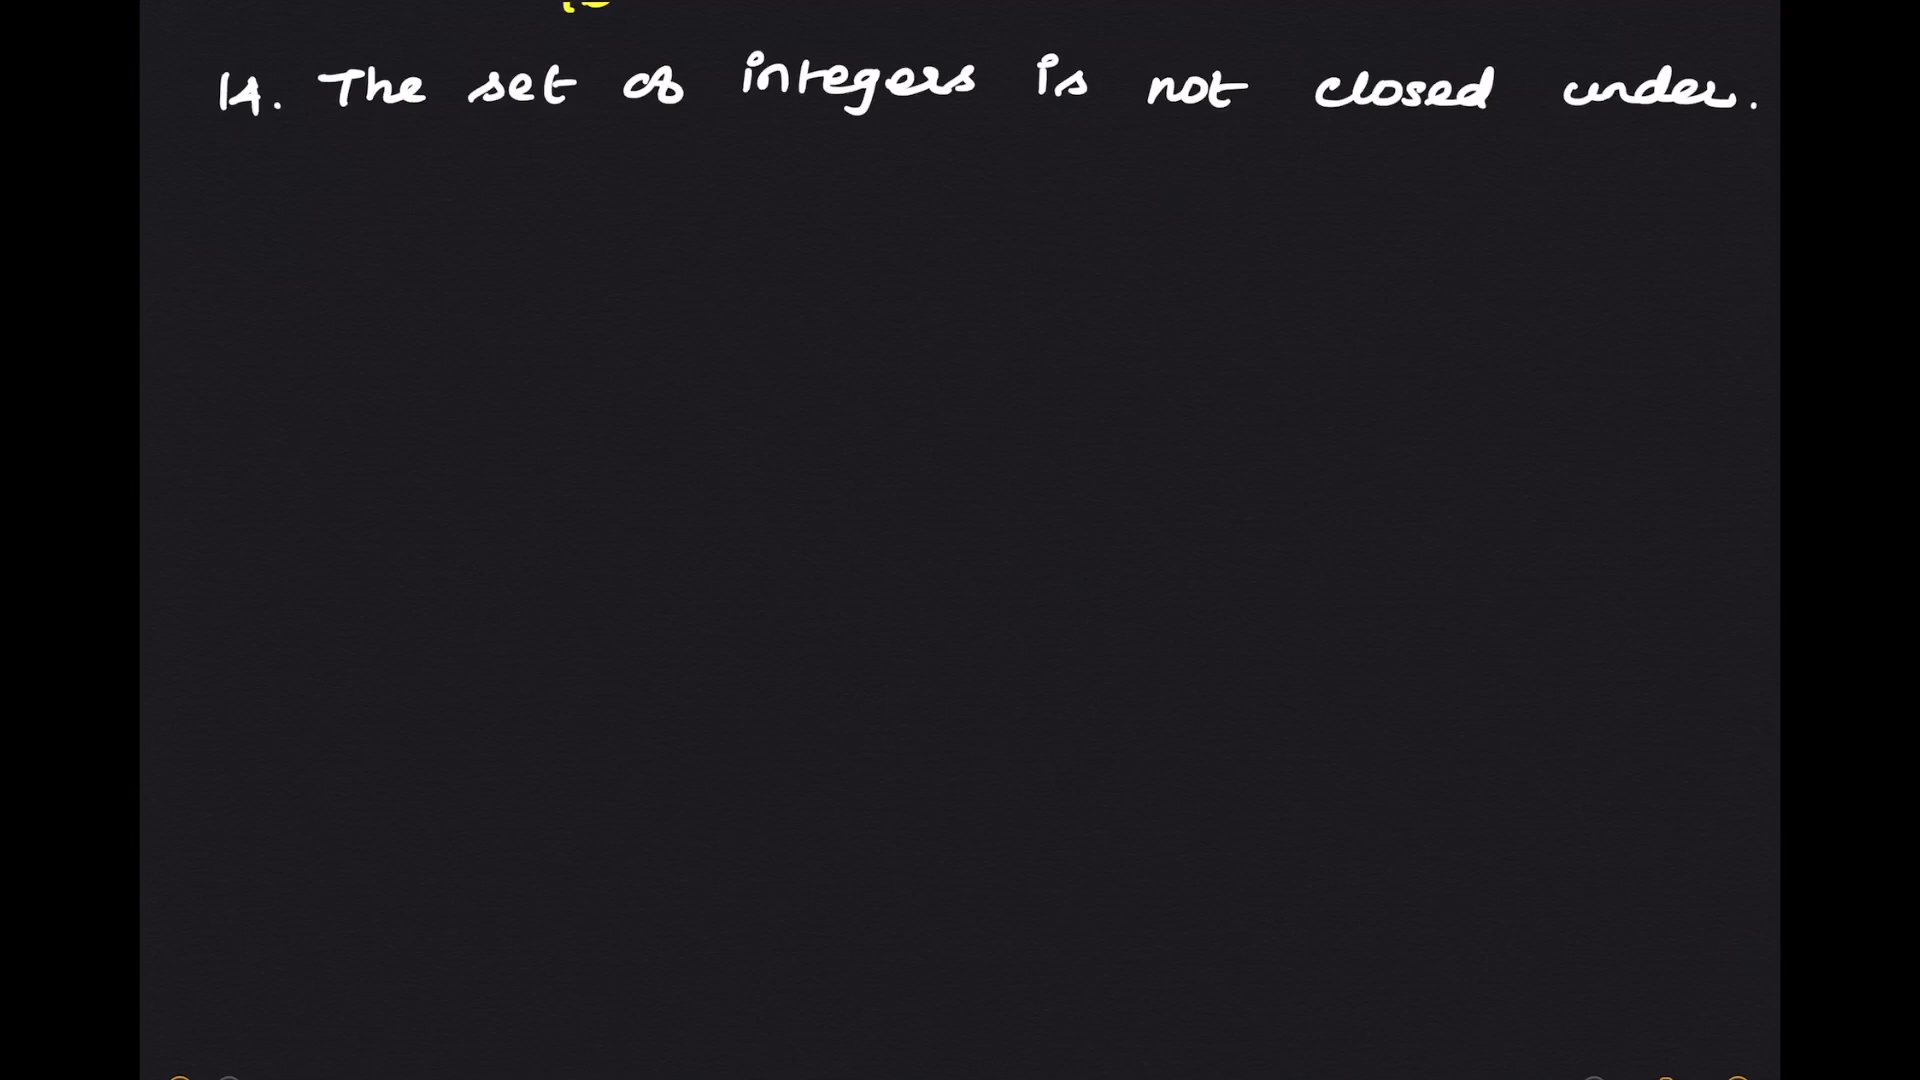 14. The set of integers is not closed under.